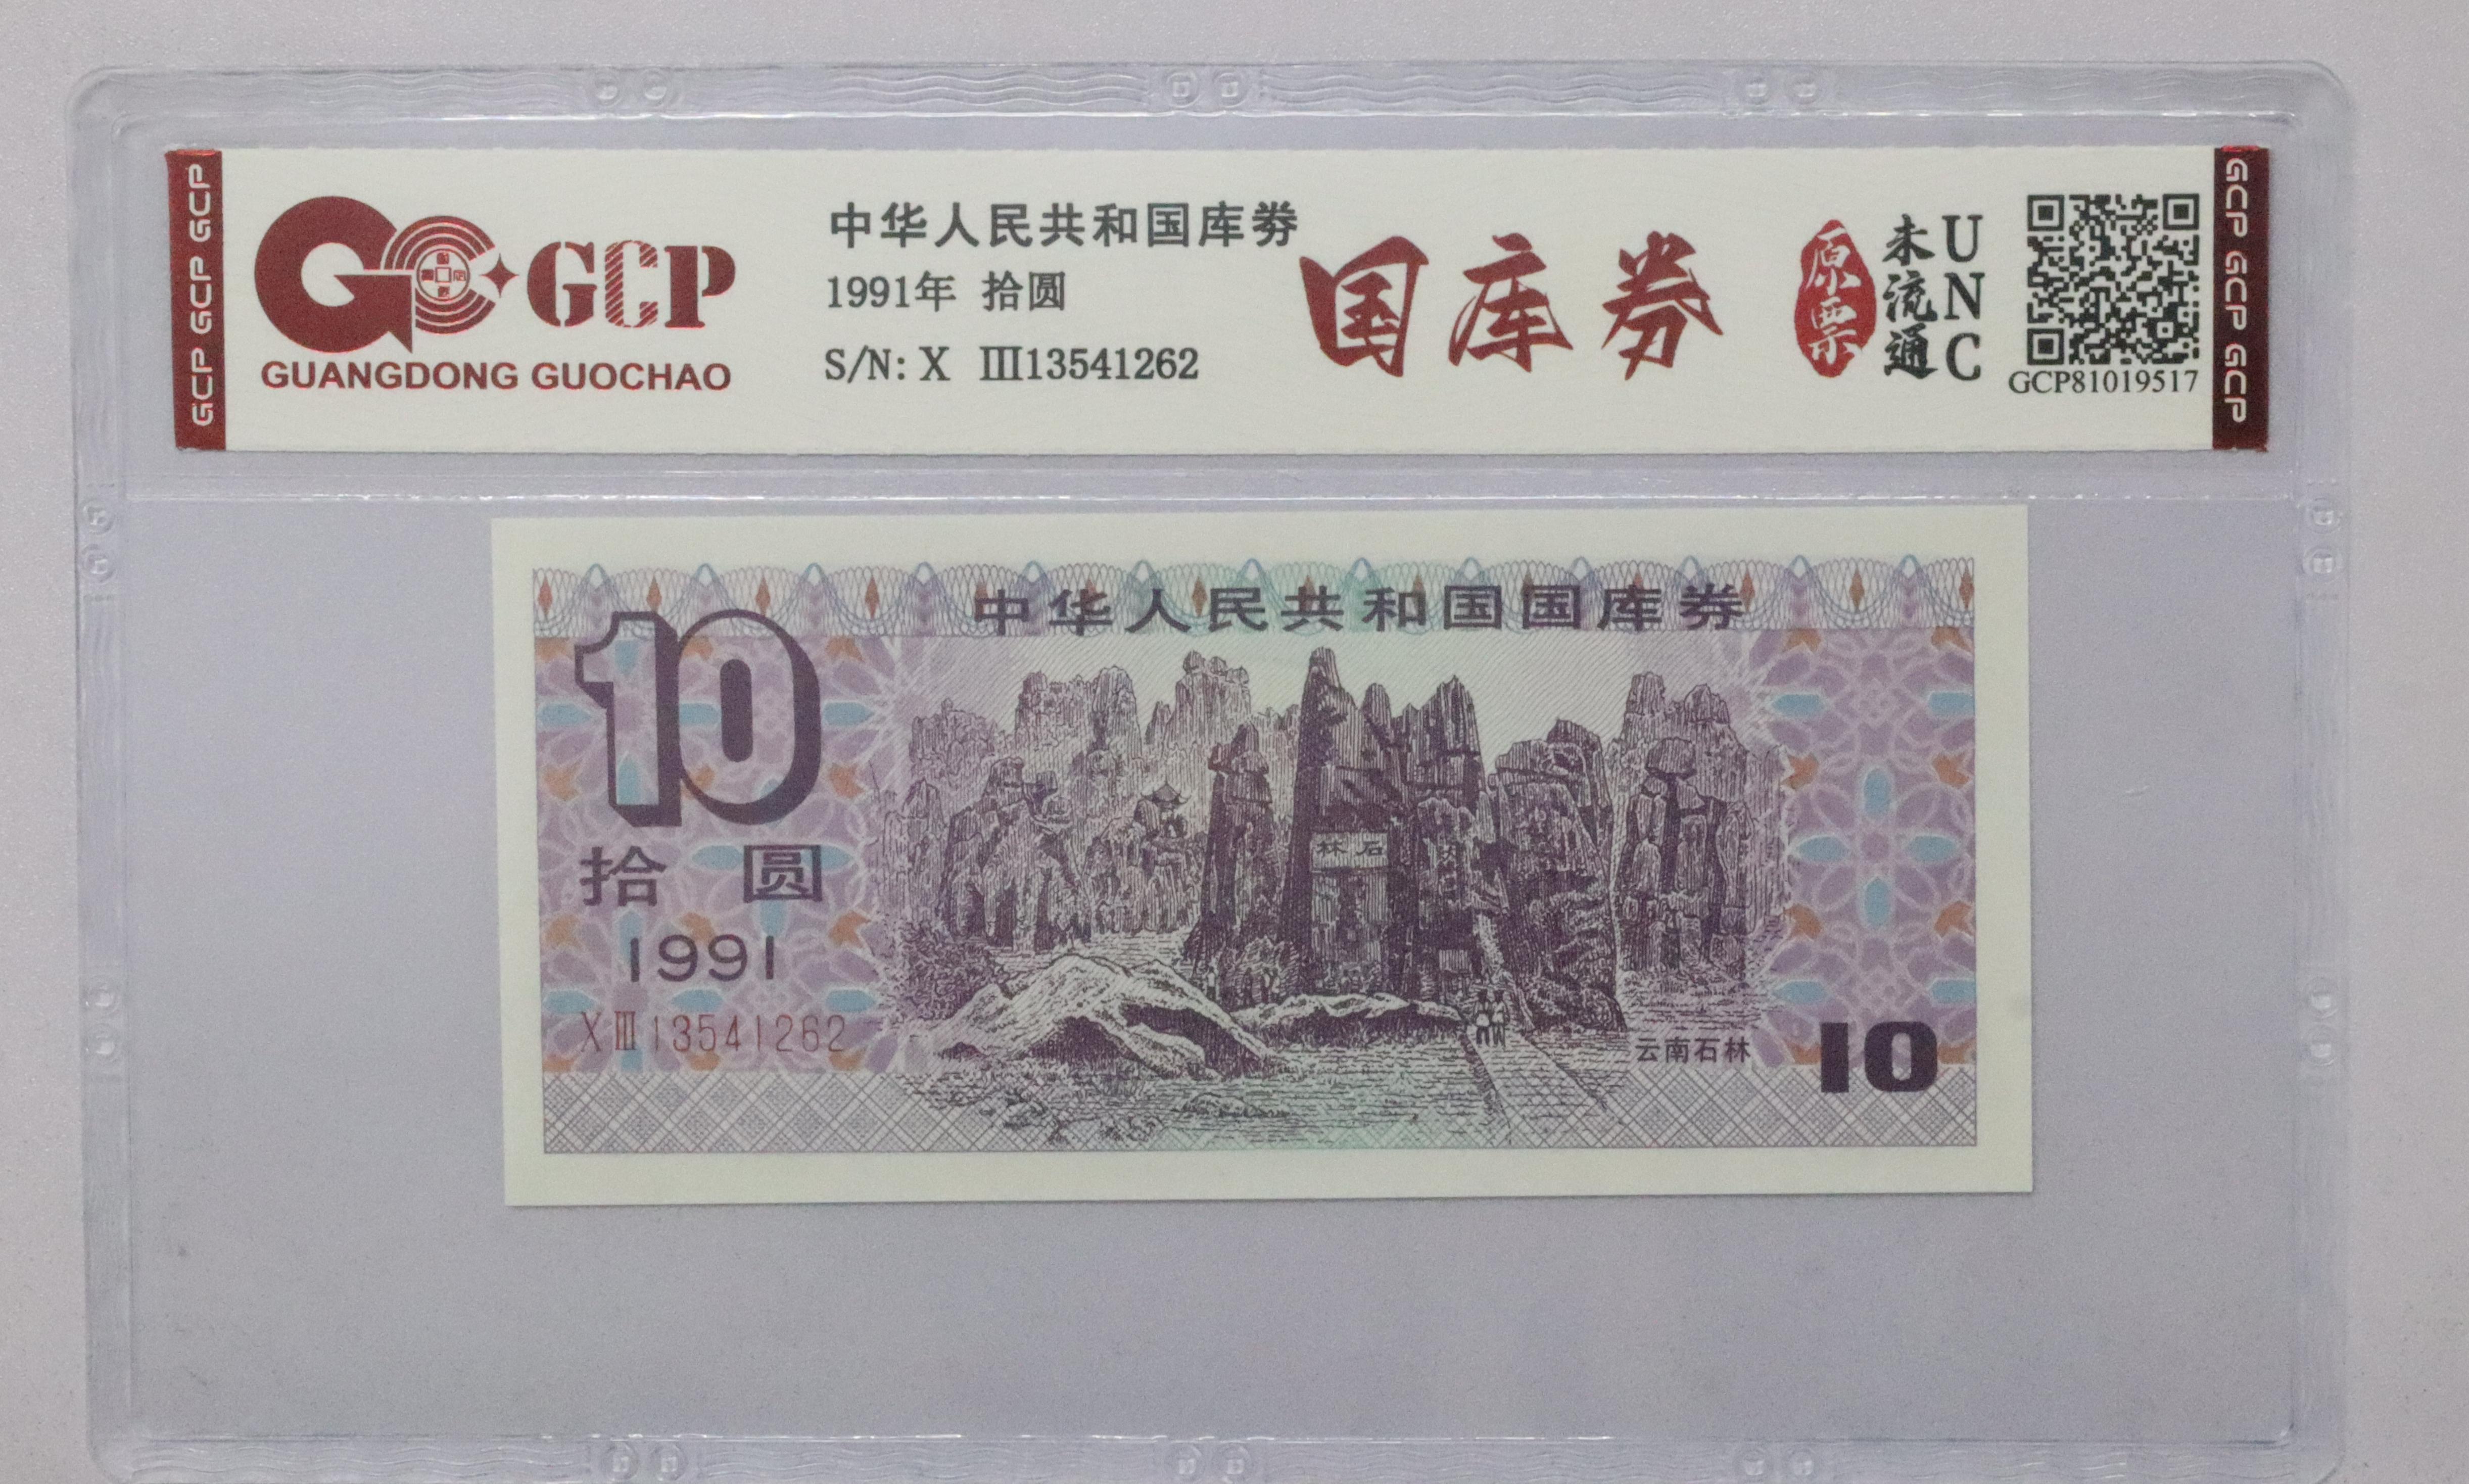 GCP GCP GCP
GCP
GUANGDONG GUOCHAO
中华人民共和国库券
1991年 拾圆
S/N: X Ⅲ13541262
国库券
原票
未流通
UNC
GCP81019517
GCP GCP GCP
中华人民共和国国库券
10
拾圆
1991
XⅢ13541262
林石
云南石林
10